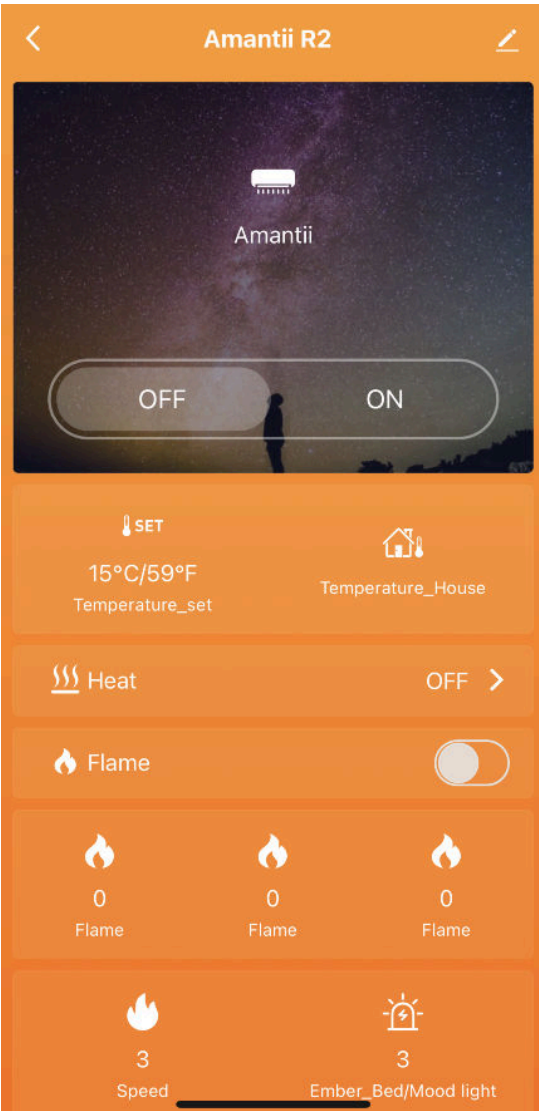 Amantii R2
Amantii
OFF ON
SET
15°C/59°F
Temperature_set
Temperature_House
Heat OFF
Flame
0 0 0
Flame Flame Flame
3 3
Speed Ember_Bed/Mood light